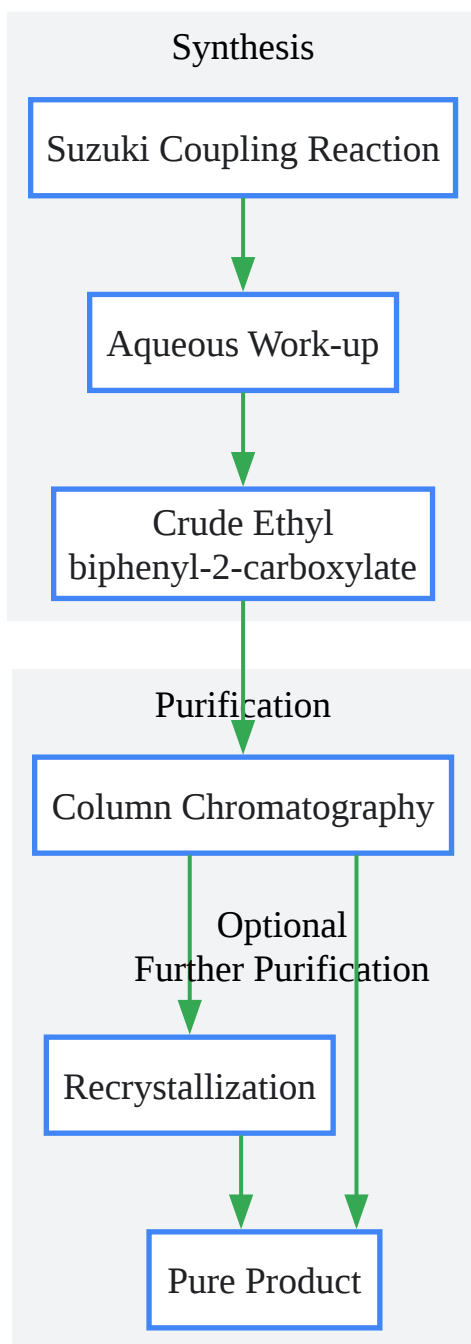 Synthesis
Suzuki Coupling Reaction
Aqueous Work-up
Crude Ethyl
biphenyl-2-carboxylate
Purification
Column Chromatography
Optional
Further Purification
Recrystallization
Pure Product